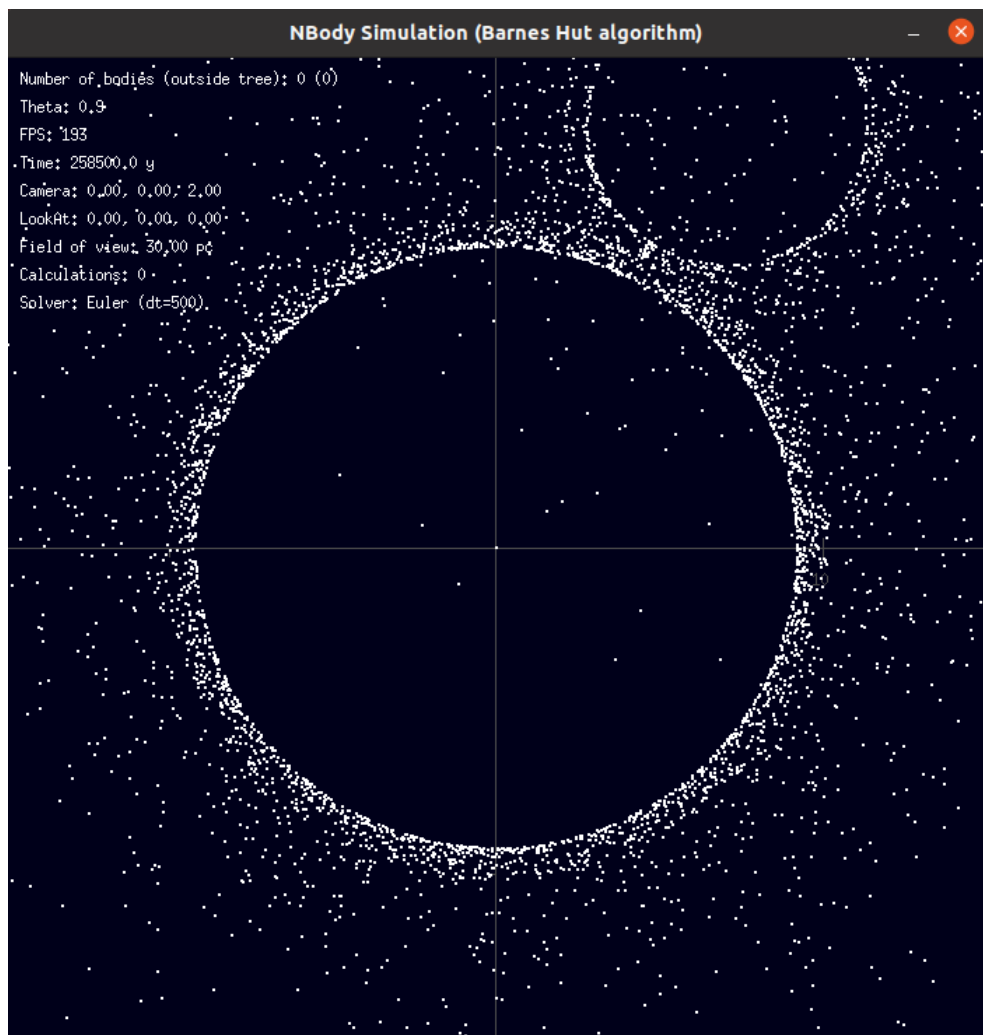 NBody Simulation (Barnes Hut algorithm)
Number of bodies (outside tree): 0 (0)
Theta: 0.9
FPS: 193
Time: 258500.0 y
Camera: 0.00, 0.00, 2.00
LookAt: 0.00, 0.00, 0.00
Field of view: 30.00 pc
Calculations: 0
Solver: Euler (dt=500)
10